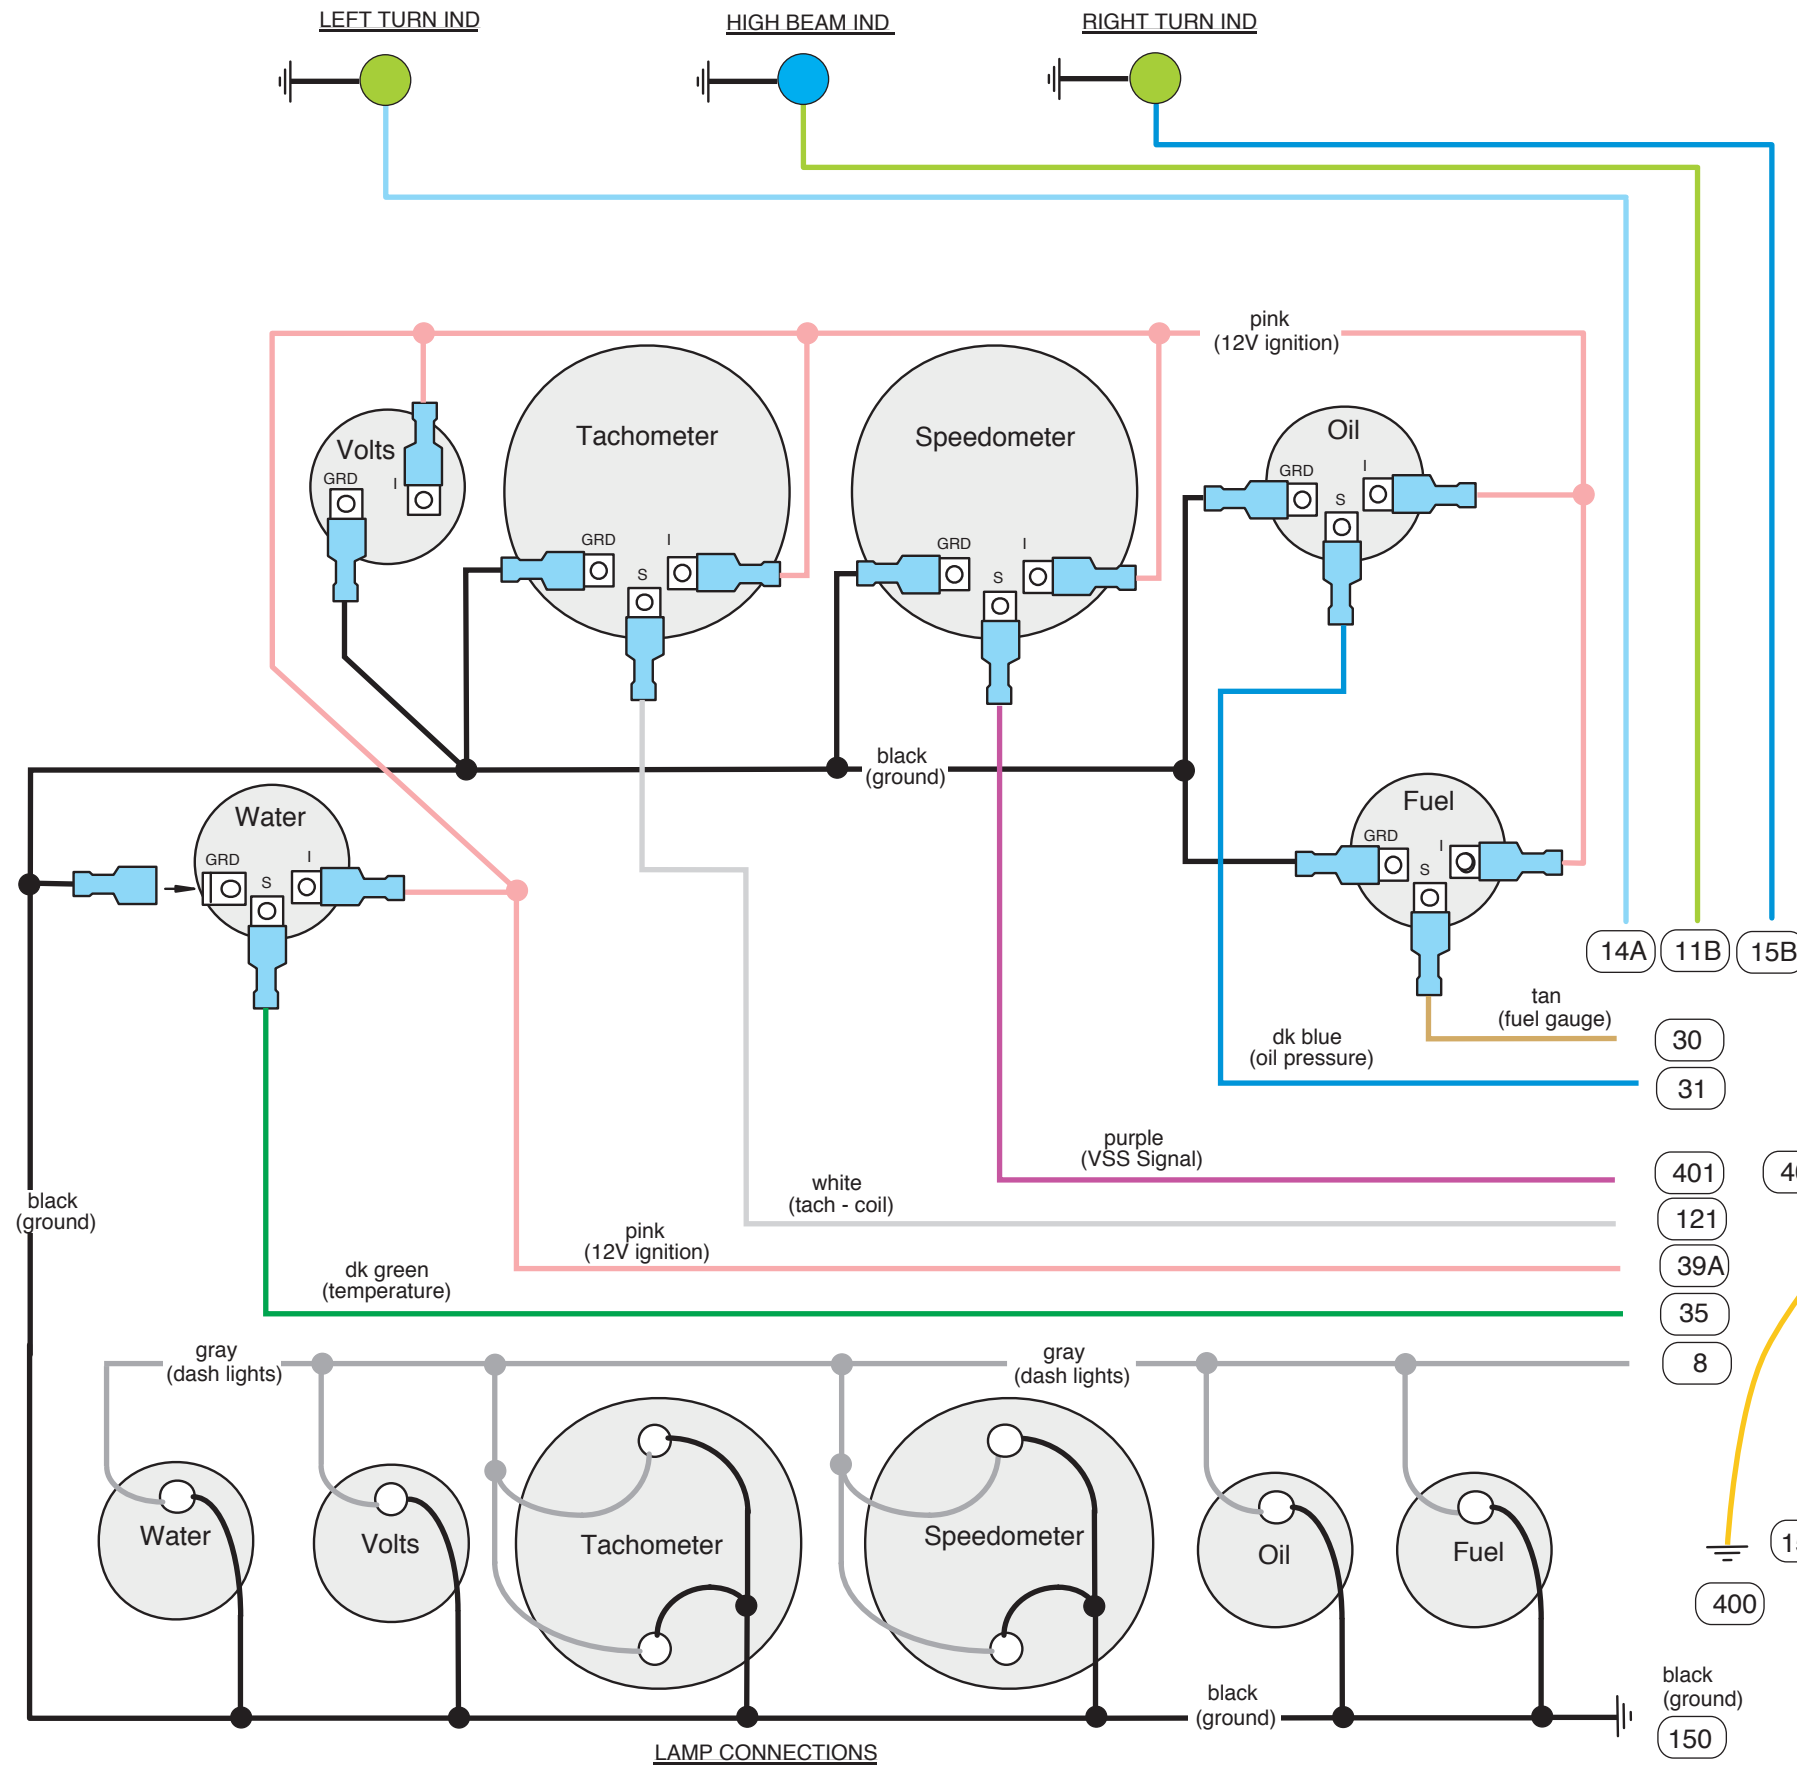 LEFT TURN IND
HIGH BEAM IND
RIGHT TURN IND
pink
(12V ignition)
Volts
GRD
I
Tachometer
GRD
I
S
Speedometer
GRD
I
S
Oil
GRD
I
S
black
(ground)
Water
GRD
I
S
Fuel
GRD
I
S
14A
11B
15B
tan
(fuel gauge)
30
dk blue
(oil pressure)
31
purple
(VSS Signal)
401
white
(tach - coil)
121
black
(ground)
pink
(12V ignition)
39A
dk green
(temperature)
35
gray
(dash lights)
gray
(dash lights)
8
Water
Volts
Tachometer
Speedometer
Oil
Fuel
400
black
(ground)
black
(ground)
150
LAMP CONNECTIONS